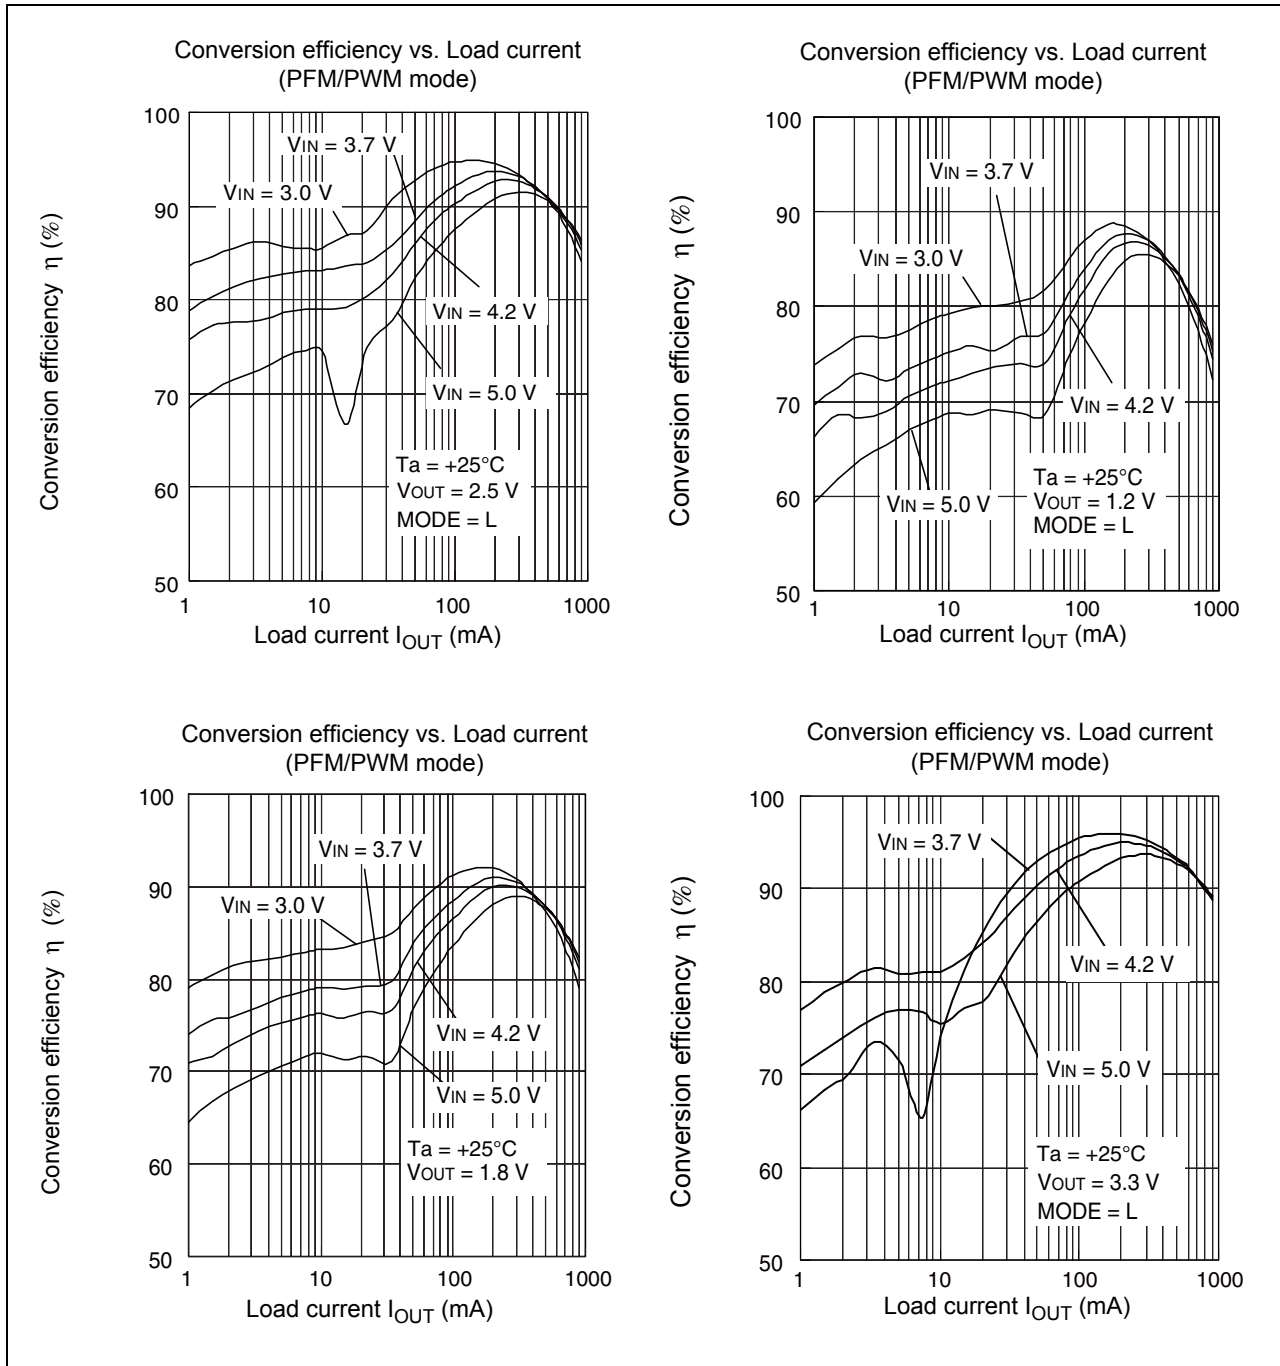 Conversion efficiency vs. Load current
(PFM/PWM mode)
Conversion efficiency η (%)
100
90
80
70
60
50
1
10
100
1000
VIN = 3.7 V
VIN = 3.0 V
VIN = 4.2 V
VIN = 5.0 V
Ta = +25°C
VOUT = 2.5 V
MODE = L
Load current IOUT (mA)
Conversion efficiency vs. Load current
(PFM/PWM mode)
Conversion efficiency η (%)
100
90
80
70
60
50
1
10
100
1000
VIN = 3.7 V
VIN = 3.0 V
VIN = 4.2 V
VIN = 5.0 V
Ta = +25°C
VOUT = 1.2 V
MODE = L
Load current IOUT (mA)
Conversion efficiency vs. Load current
(PFM/PWM mode)
Conversion efficiency η (%)
100
90
80
70
60
50
1
10
100
1000
VIN = 3.7 V
VIN = 3.0 V
VIN = 4.2 V
VIN = 5.0 V
Ta = +25°C
VOUT = 1.8 V
Load current IOUT (mA)
Conversion efficiency vs. Load current
(PFM/PWM mode)
Conversion efficiency η (%)
100
90
80
70
60
50
1
10
100
1000
VIN = 3.7 V
VIN = 4.2 V
VIN = 5.0 V
Ta = +25°C
VOUT = 3.3 V
MODE = L
Load current IOUT (mA)